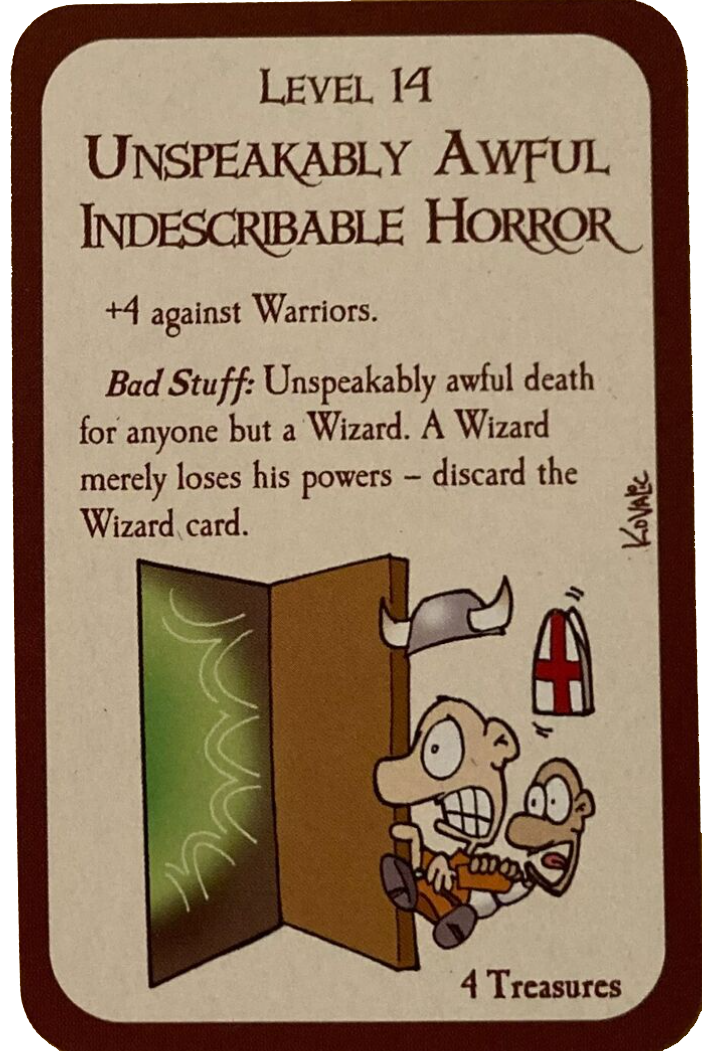 LEVEL 14
UNSPEAKABLY AWFUL
INDESCRIBABLE HORROR
+4 against Warriors.
Bad Stuff: Unspeakably awful death
for anyone but a Wizard. A Wizard
merely loses his powers – discard the
Wizard card.
KOVALIC
4 Treasures